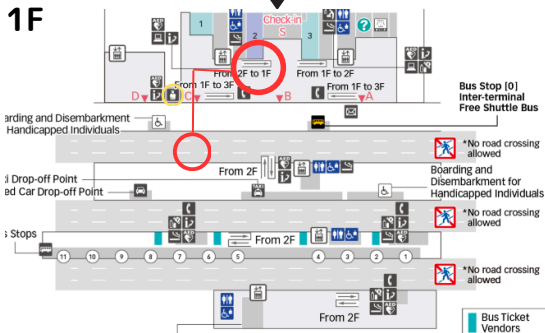 1F
Check-in
S
1
2
3
?
From 2F to 1F
From 1F to 2F
From 1F to 3F
From 1F to 3F
D
C
B
A
Bus Stop [0]
Inter-terminal
Free Shuttle Bus
arding and Disembarkment
Handicapped Individuals
*No road crossing
allowed
From 2F
Boarding and
Disembarkment for
Handicapped Individuals
i Drop-off Point
ed Car Drop-off Point
TAXI
*No road crossing
allowed
s Stops
From 2F
11
10
9
8
7
6
5
4
3
2
1
*No road crossing
allowed
From 2F
Bus Ticket
Vendors